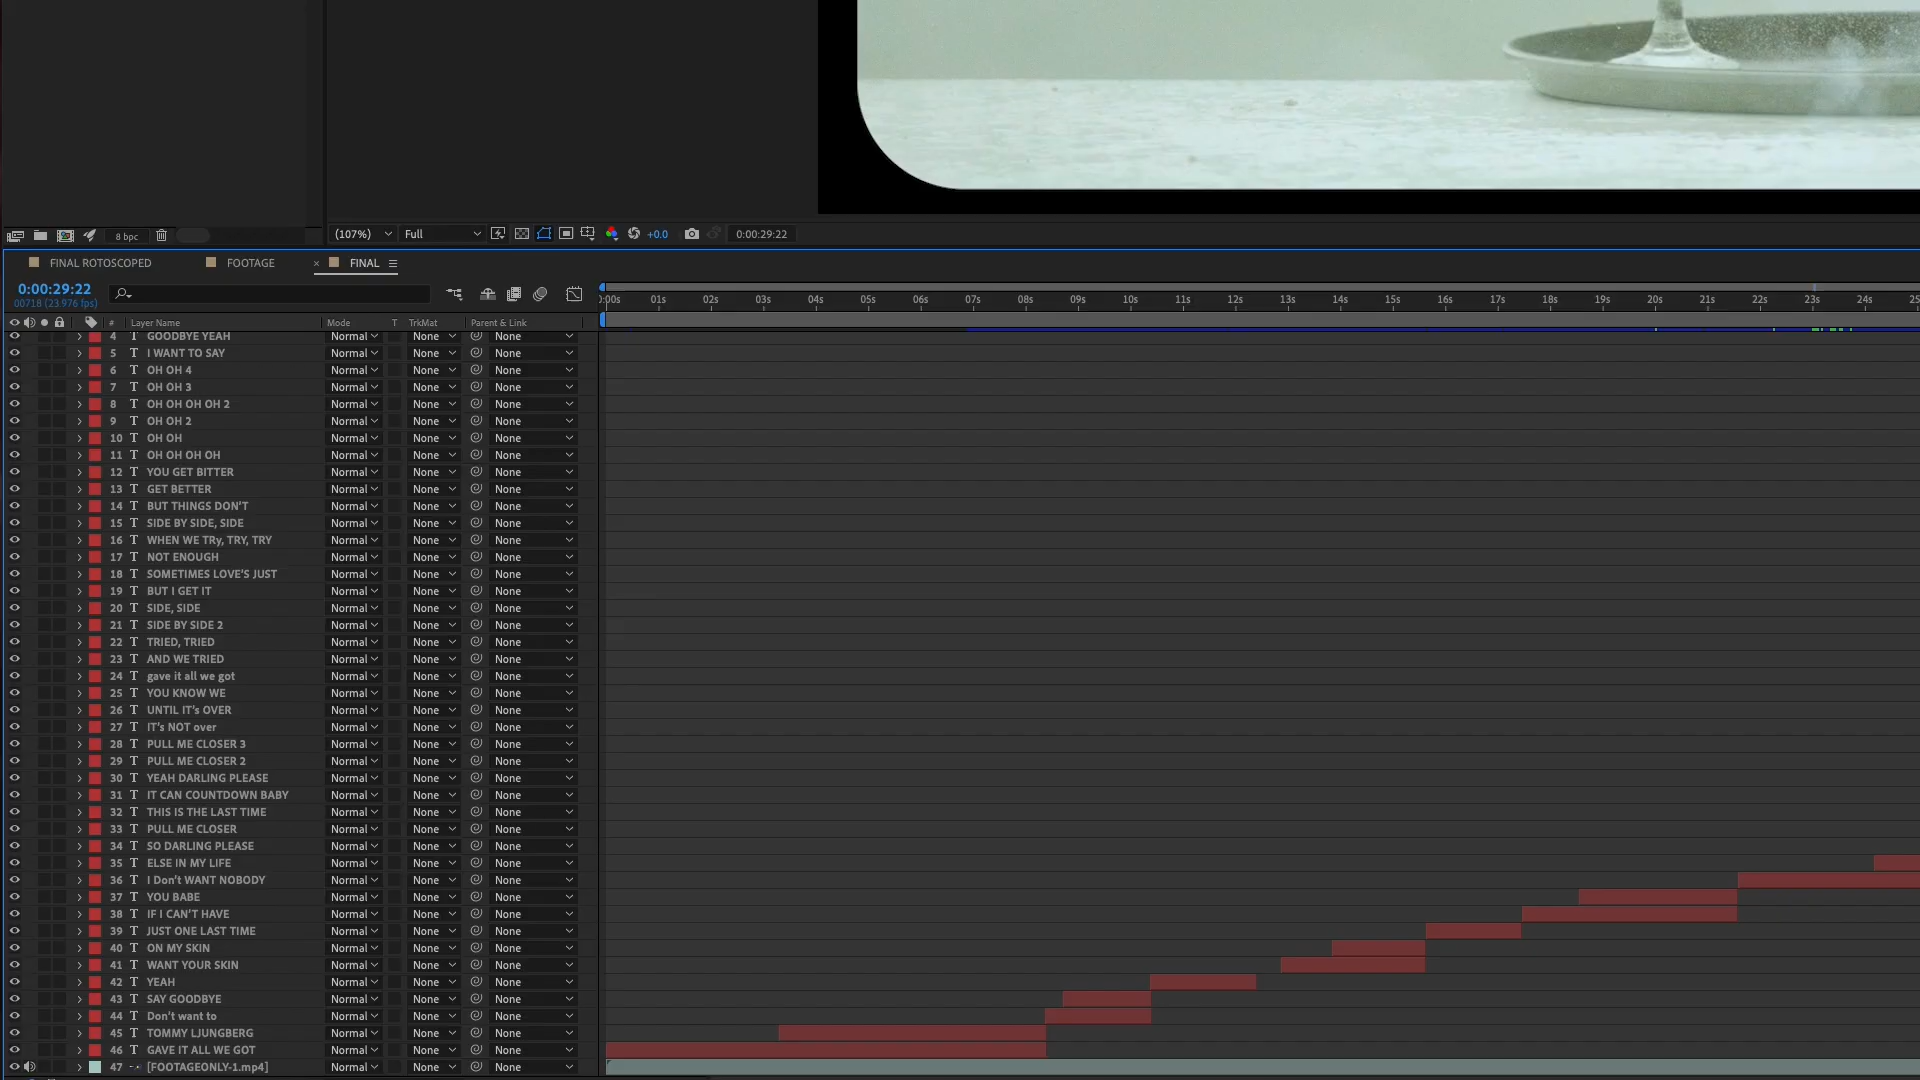 8 bpc
(107%) Full +0.0 0:00:29:22
FINAL ROTOSCOPED FOOTAGE × FINAL
0:00:29:22
00718 (23.976 fps)
0:00s 01s 02s 03s 04s 05s 06s 07s 08s 09s 10s 11s 12s 13s 14s 15s 16s 17s 18s 19s 20s 21s 22s 23s 24s 25
# Layer Name Mode T TrkMat Parent & Link
4 T GOODBYE YEAH Normal None None
5 T I WANT TO SAY Normal None None
6 T OH OH 4 Normal None None
7 T OH OH 3 Normal None None
8 T OH OH OH OH 2 Normal None None
9 T OH OH 2 Normal None None
10 T OH OH Normal None None
11 T OH OH OH OH Normal None None
12 T YOU GET BITTER Normal None None
13 T GET BETTER Normal None None
14 T BUT THINGS DON'T Normal None None
15 T SIDE BY SIDE, SIDE Normal None None
16 T WHEN WE TRy, TRY, TRY Normal None None
17 T NOT ENOUGH Normal None None
18 T SOMETIMES LOVE'S JUST Normal None None
19 T BUT I GET IT Normal None None
20 T SIDE, SIDE Normal None None
21 T SIDE BY SIDE 2 Normal None None
22 T TRIED, TRIED Normal None None
23 T AND WE TRIED Normal None None
24 T gave it all we got Normal None None
25 T YOU KNOW WE Normal None None
26 T UNTIL IT's OVER Normal None None
27 T IT's NOT over Normal None None
28 T PULL ME CLOSER 3 Normal None None
29 T PULL ME CLOSER 2 Normal None None
30 T YEAH DARLING PLEASE Normal None None
31 T IT CAN COUNTDOWN BABY Normal None None
32 T THIS IS THE LAST TIME Normal None None
33 T PULL ME CLOSER Normal None None
34 T SO DARLING PLEASE Normal None None
35 T ELSE IN MY LIFE Normal None None
36 T I Don't WANT NOBODY Normal None None
37 T YOU BABE Normal None None
38 T IF I CAN'T HAVE Normal None None
39 T JUST ONE LAST TIME Normal None None
40 T ON MY SKIN Normal None None
41 T WANT YOUR SKIN Normal None None
42 T YEAH Normal None None
43 T SAY GOODBYE Normal None None
44 T Don't want to Normal None None
45 T TOMMY LJUNGBERG Normal None None
46 T GAVE IT ALL WE GOT Normal None None
47 [FOOTAGEONLY-1.mp4] Normal None None